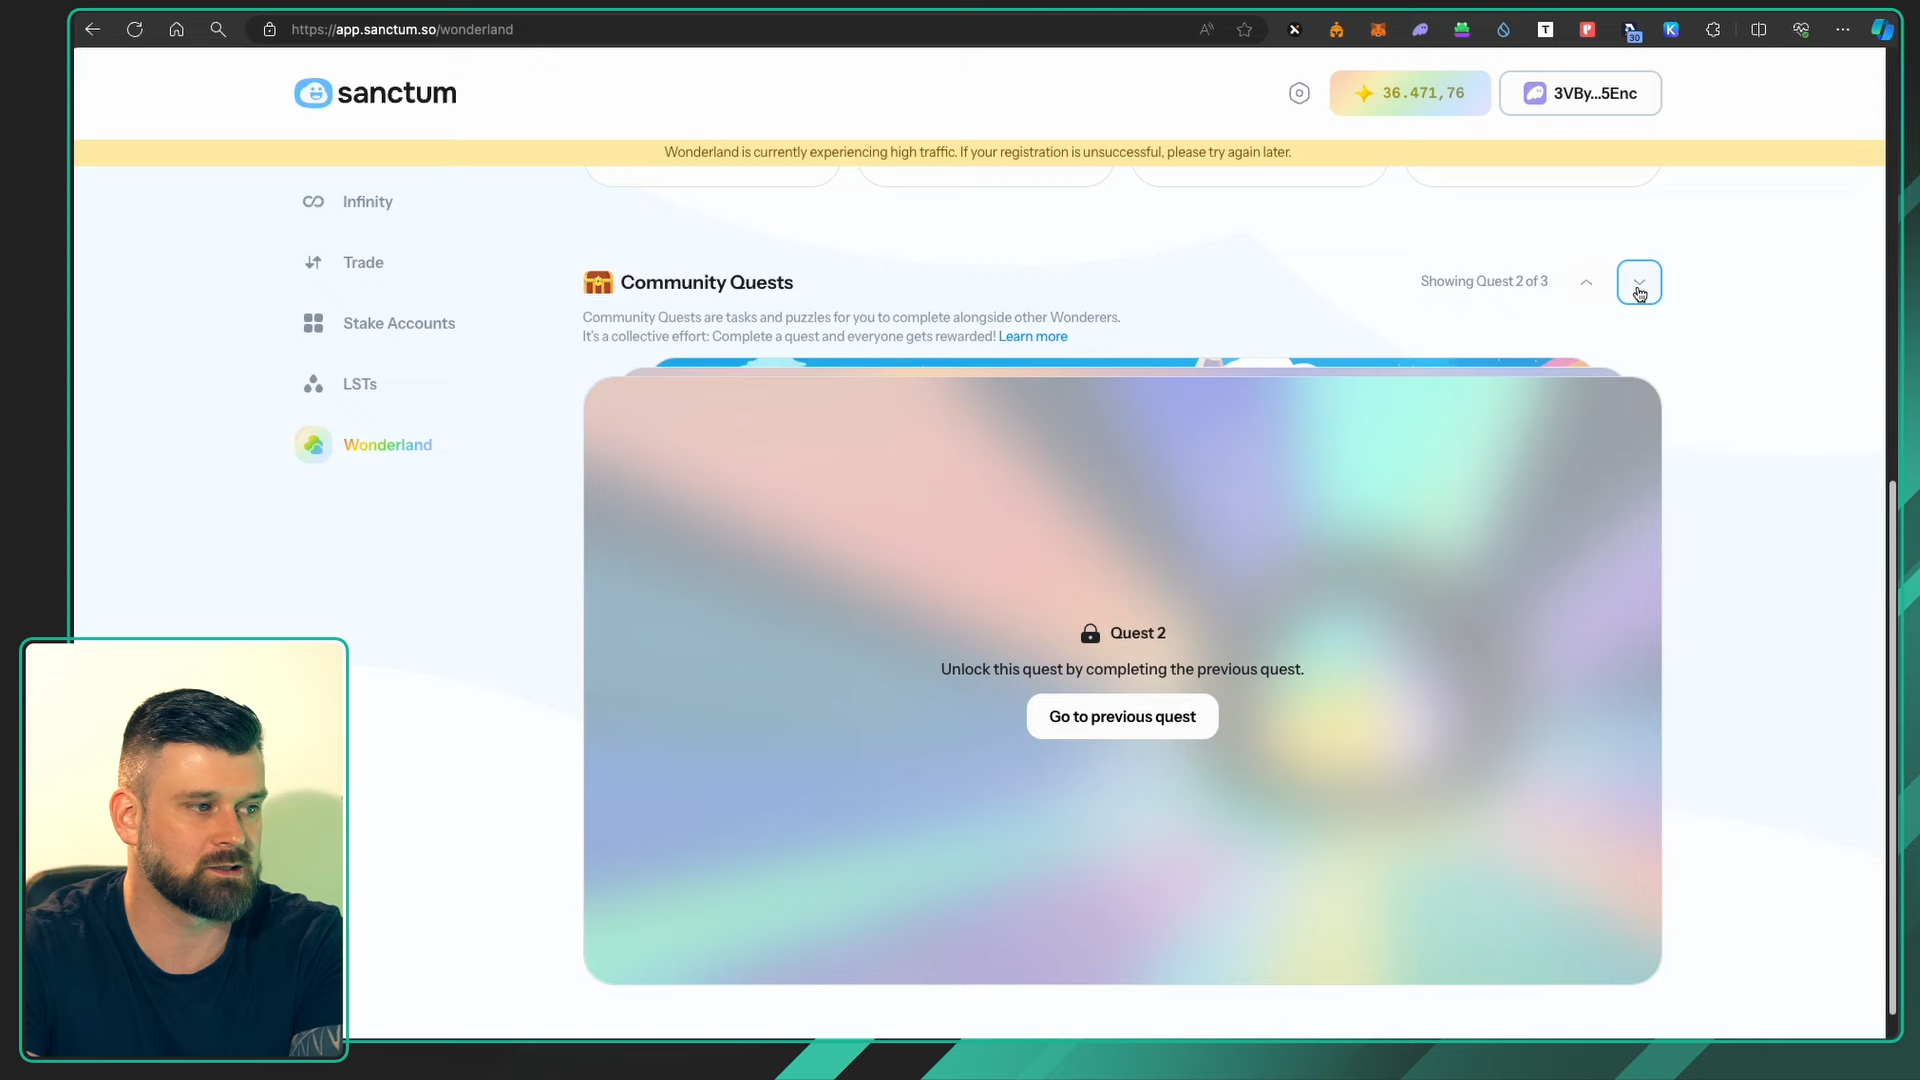 https://app.sanctum.so/wonderland
T
30
K
sanctum
36.471,76
3VBy...5Enc
Wonderland is currently experiencing high traffic. If your registration is unsuccessful, please try again later.
Infinity
Trade
Stake Accounts
LSTs
Wonderland
Community Quests
Showing Quest 2 of 3
Community Quests are tasks and puzzles for you to complete alongside other Wonderers.
It's a collective effort: Complete a quest and everyone gets rewarded! Learn more
Quest 2
Unlock this quest by completing the previous quest.
Go to previous quest